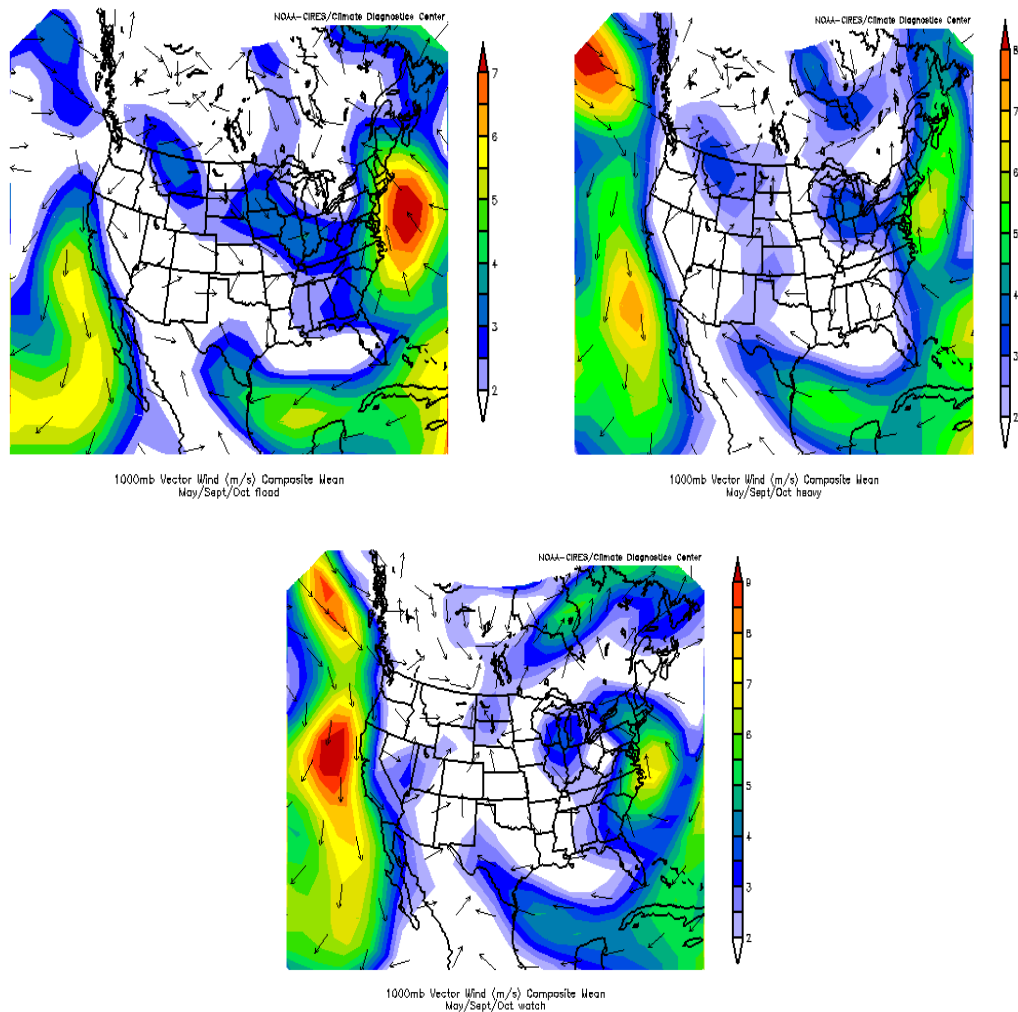 NOAA-CIRES/Climate Diagnostics Center
7
6
5
4
3
2
1000mb Vector Wind (m/s) Composite Mean
May/Sept/Oct flood
NOAA-CIRES/Climate Diagnostics Center
8
7
6
5
4
3
2
1000mb Vector Wind (m/s) Composite Mean
May/Sept/Oct heavy
NOAA-CIRES/Climate Diagnostics Center
9
8
7
6
5
4
3
2
1000mb Vector Wind (m/s) Composite Mean
May/Sept/Oct watch